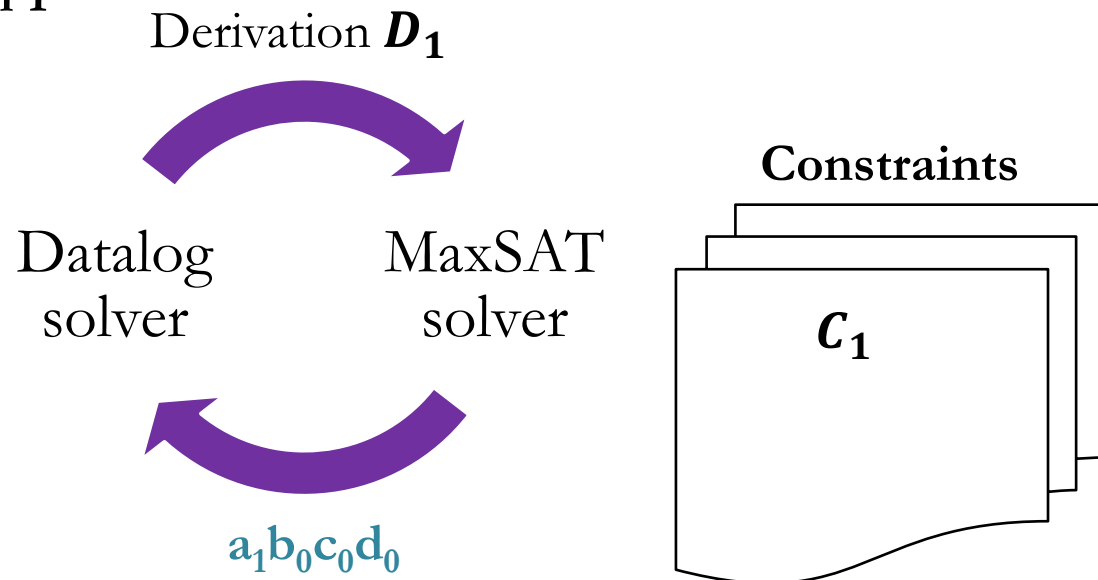 Derivation D₁
Constraints
Datalog
solver
MaxSAT
solver
C₁
a₁b₀c₀d₀